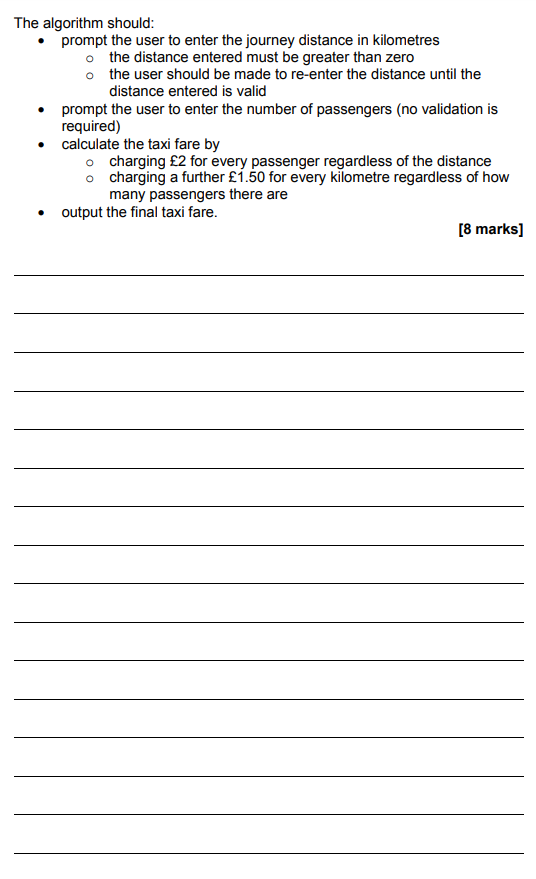 The algorithm should:
• prompt the user to enter the journey distance in kilometres
o the distance entered must be greater than zero
o the user should be made to re-enter the distance until the
distance entered is valid
• prompt the user to enter the number of passengers (no validation is
required)
• calculate the taxi fare by
o charging £2 for every passenger regardless of the distance
o charging a further £1.50 for every kilometre regardless of how
many passengers there are
• output the final taxi fare.
[8 marks]